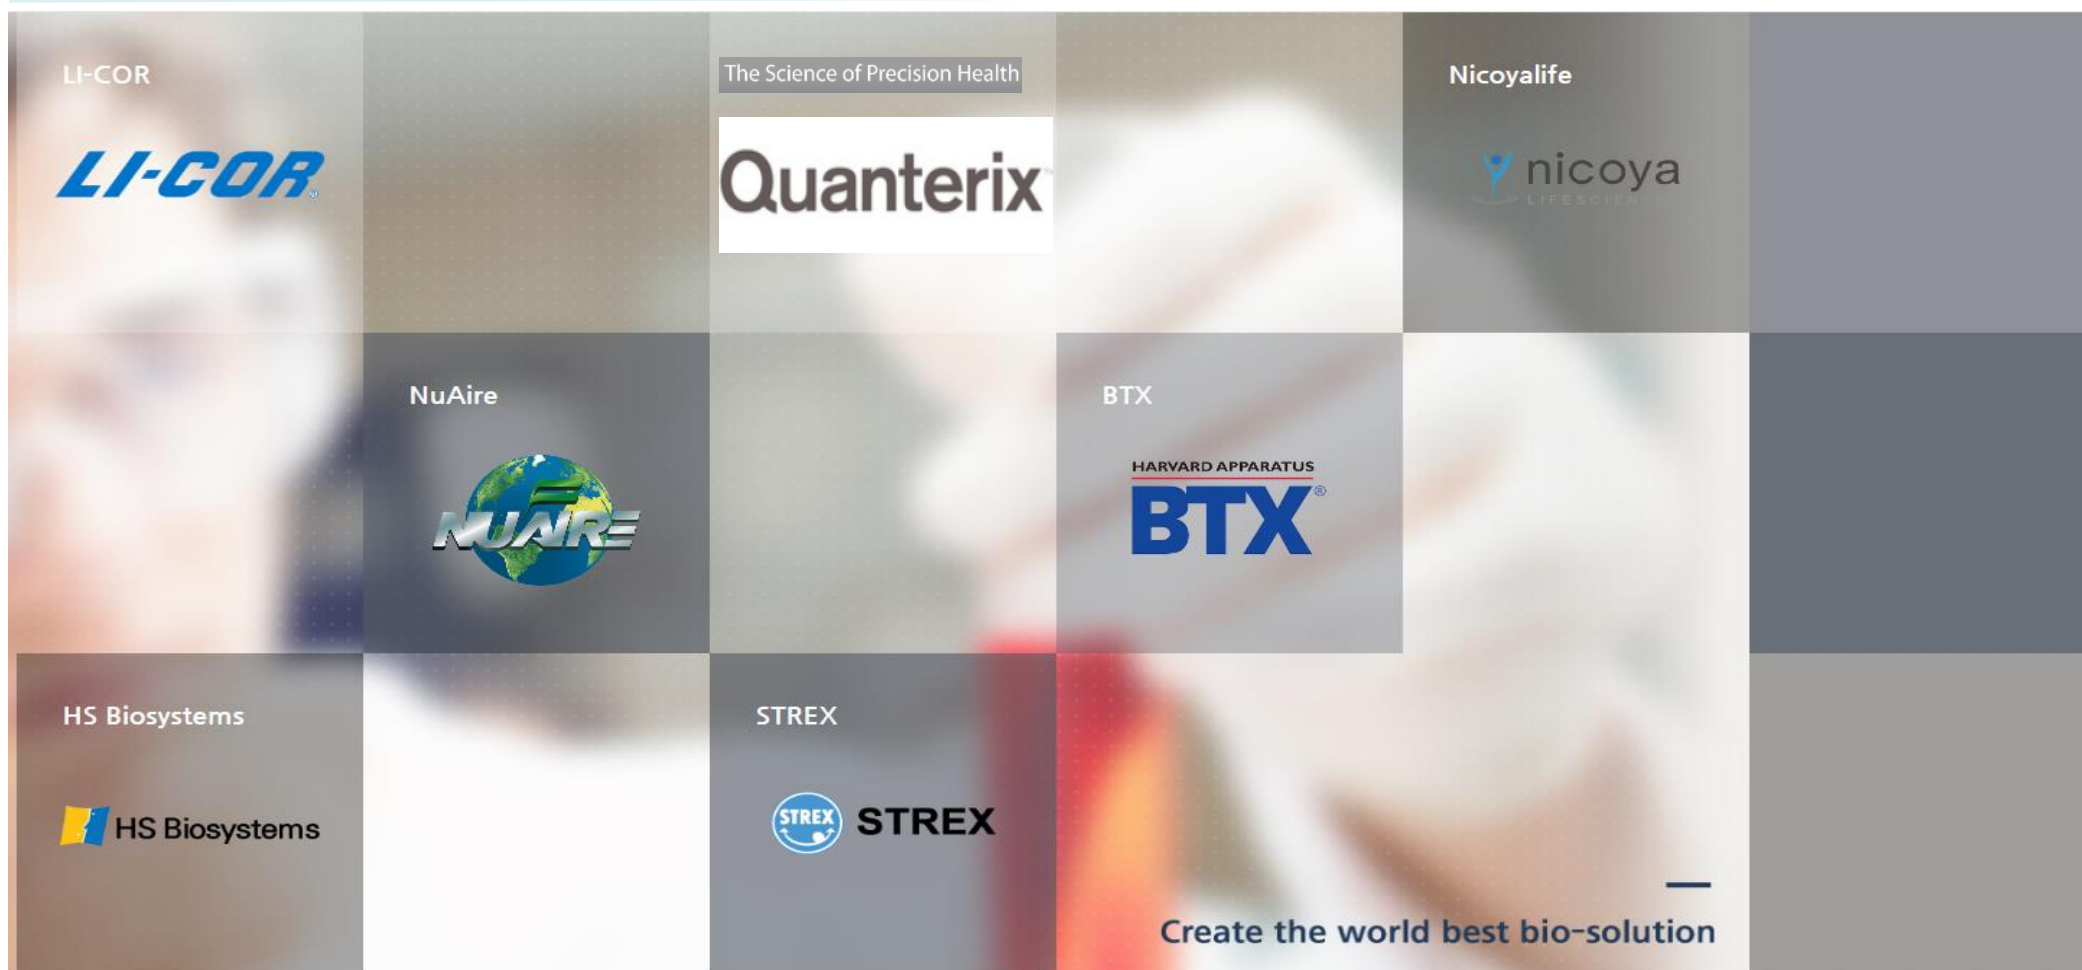 LI-COR
The Science of Precision Health
Nicoyalife
LI-COR®
Quanterix
nicoya
NuAire
BTX
HARVARD APPARATUS
BTX®
NUAIRE
HS Biosystems
STREX
HS Biosystems
STREX STREX
Create the world best bio-solution